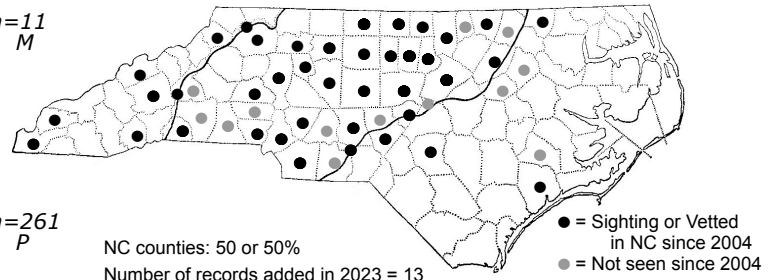 n=11
M
n=261
P
NC counties: 50 or 50%
Number of records added in 2023 = 13
● = Sighting or Vetted
in NC since 2004
● = Not seen since 2004